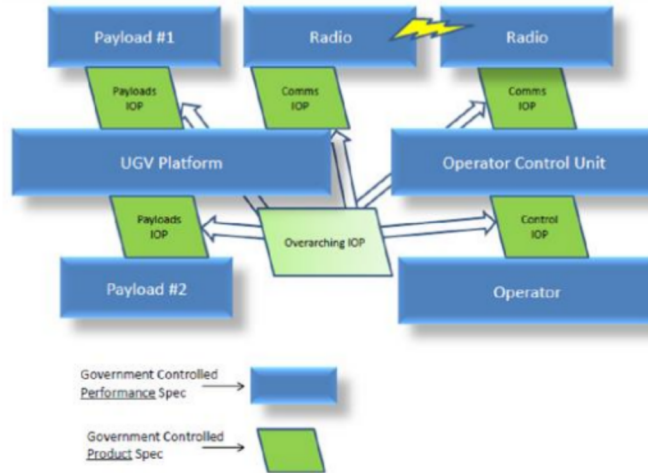 Payload #1
Radio
Radio
Payloads
IOP
Comms
IOP
Comms
IOP
UGV Platform
Operator Control Unit
Payloads
IOP
Overarching IOP
Control
IOP
Payload #2
Operator
Government Controlled
Performance Spec
Government Controlled
Product Spec